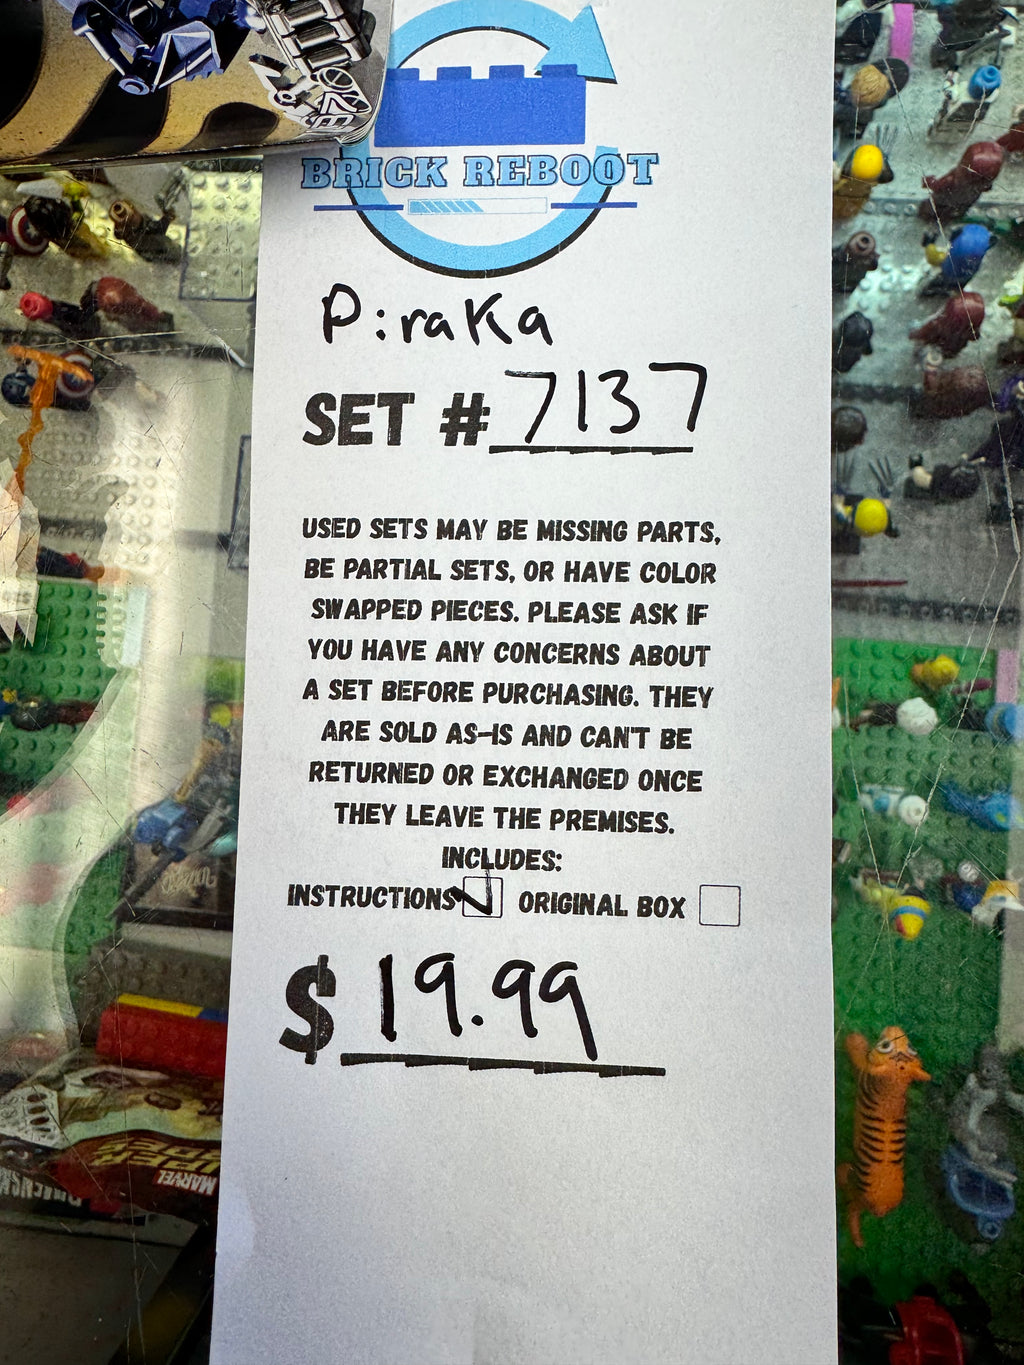 BRICK REBOOT
Piraka
SET # 7137
USED SETS MAY BE MISSING PARTS,
BE PARTIAL SETS, OR HAVE COLOR
SWAPPED PIECES. PLEASE ASK IF
YOU HAVE ANY CONCERNS ABOUT
A SET BEFORE PURCHASING. THEY
ARE SOLD AS-IS AND CAN'T BE
RETURNED OR EXCHANGED ONCE
THEY LEAVE THE PREMISES.
INCLUDES:
INSTRUCTIONS ORIGINAL BOX
$ 19.99
MARVEL